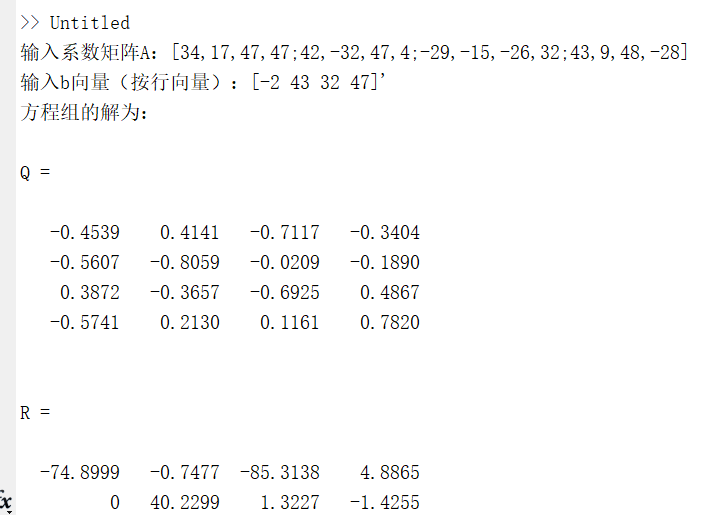 >> Untitled
输入系数矩阵A: [34,17,47,47;42,-32,47,4;-29,-15,-26,32;43,9,48,-28]
输入b向量（按行向量）: [-2 43 32 47]'
方程组的解为:
Q =
-0.4539 0.4141 -0.7117 -0.3404
-0.5607 -0.8059 -0.0209 -0.1890
0.3872 -0.3657 -0.6925 0.4867
-0.5741 0.2130 0.1161 0.7820
R =
-74.8999 -0.7477 -85.3138 4.8865
0 40.2299 1.3227 -1.4255